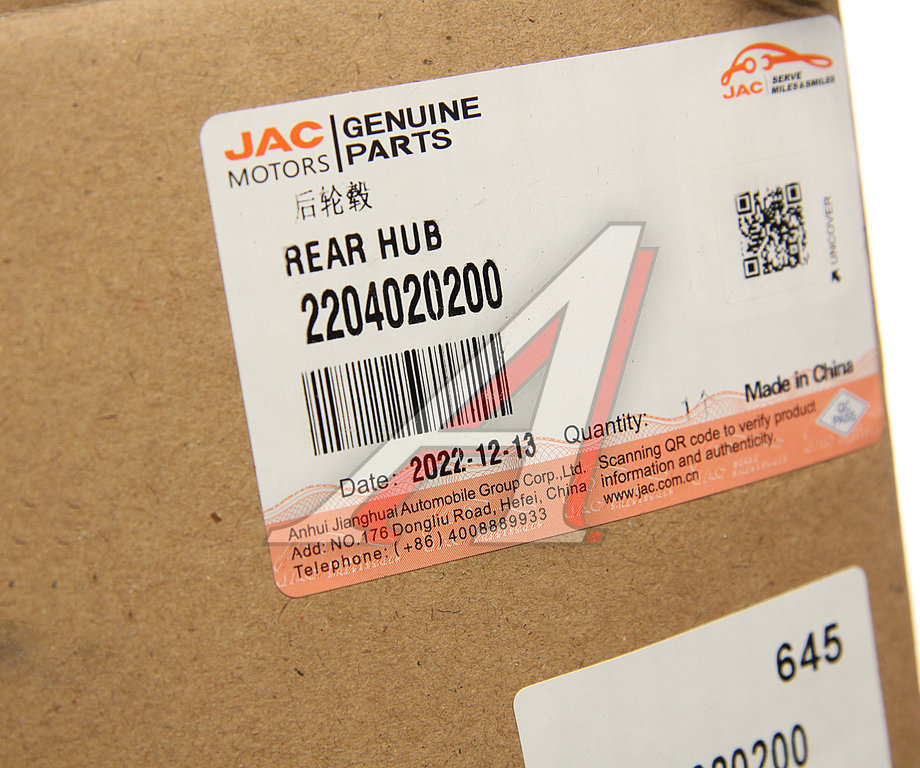 JAC MOTORS
GENUINE PARTS
JAC
SERVE
MILES & SMILES
后轮毂
REAR HUB
2204020200
UNCOVER
Made in China
QC
PASS
Date: 2022-12-13
Quantity:
Anhui Jianghuai Automobile Group Corp.,Ltd.
Add: NO.176 Dongliu Road, Hefei, China
Telephone: (+86) 4008889933
Scanning QR code to verify product
information and authenticity.
www.jac.com.cn
645